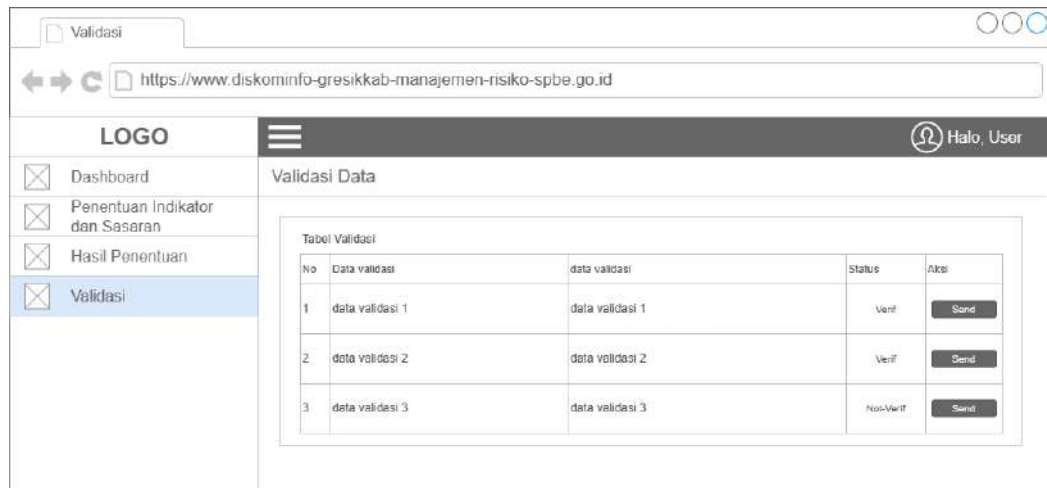 Validasi
https://www.diskominfo-gresikkab-manajemen-risiko-spbe.go.id
LOGO
Halo, User
Dashboard
Validasi Data
Penentuan Indikator
dan Sasaran
Hasil Penentuan
Validasi
Tabel Validasi
No Data validasi data validasi Status Aksi
1 data validasi 1 data validasi 1 Verif Send
2 data validasi 2 data validasi 2 Verif Send
3 data validasi 3 data validasi 3 Not-Verif Send